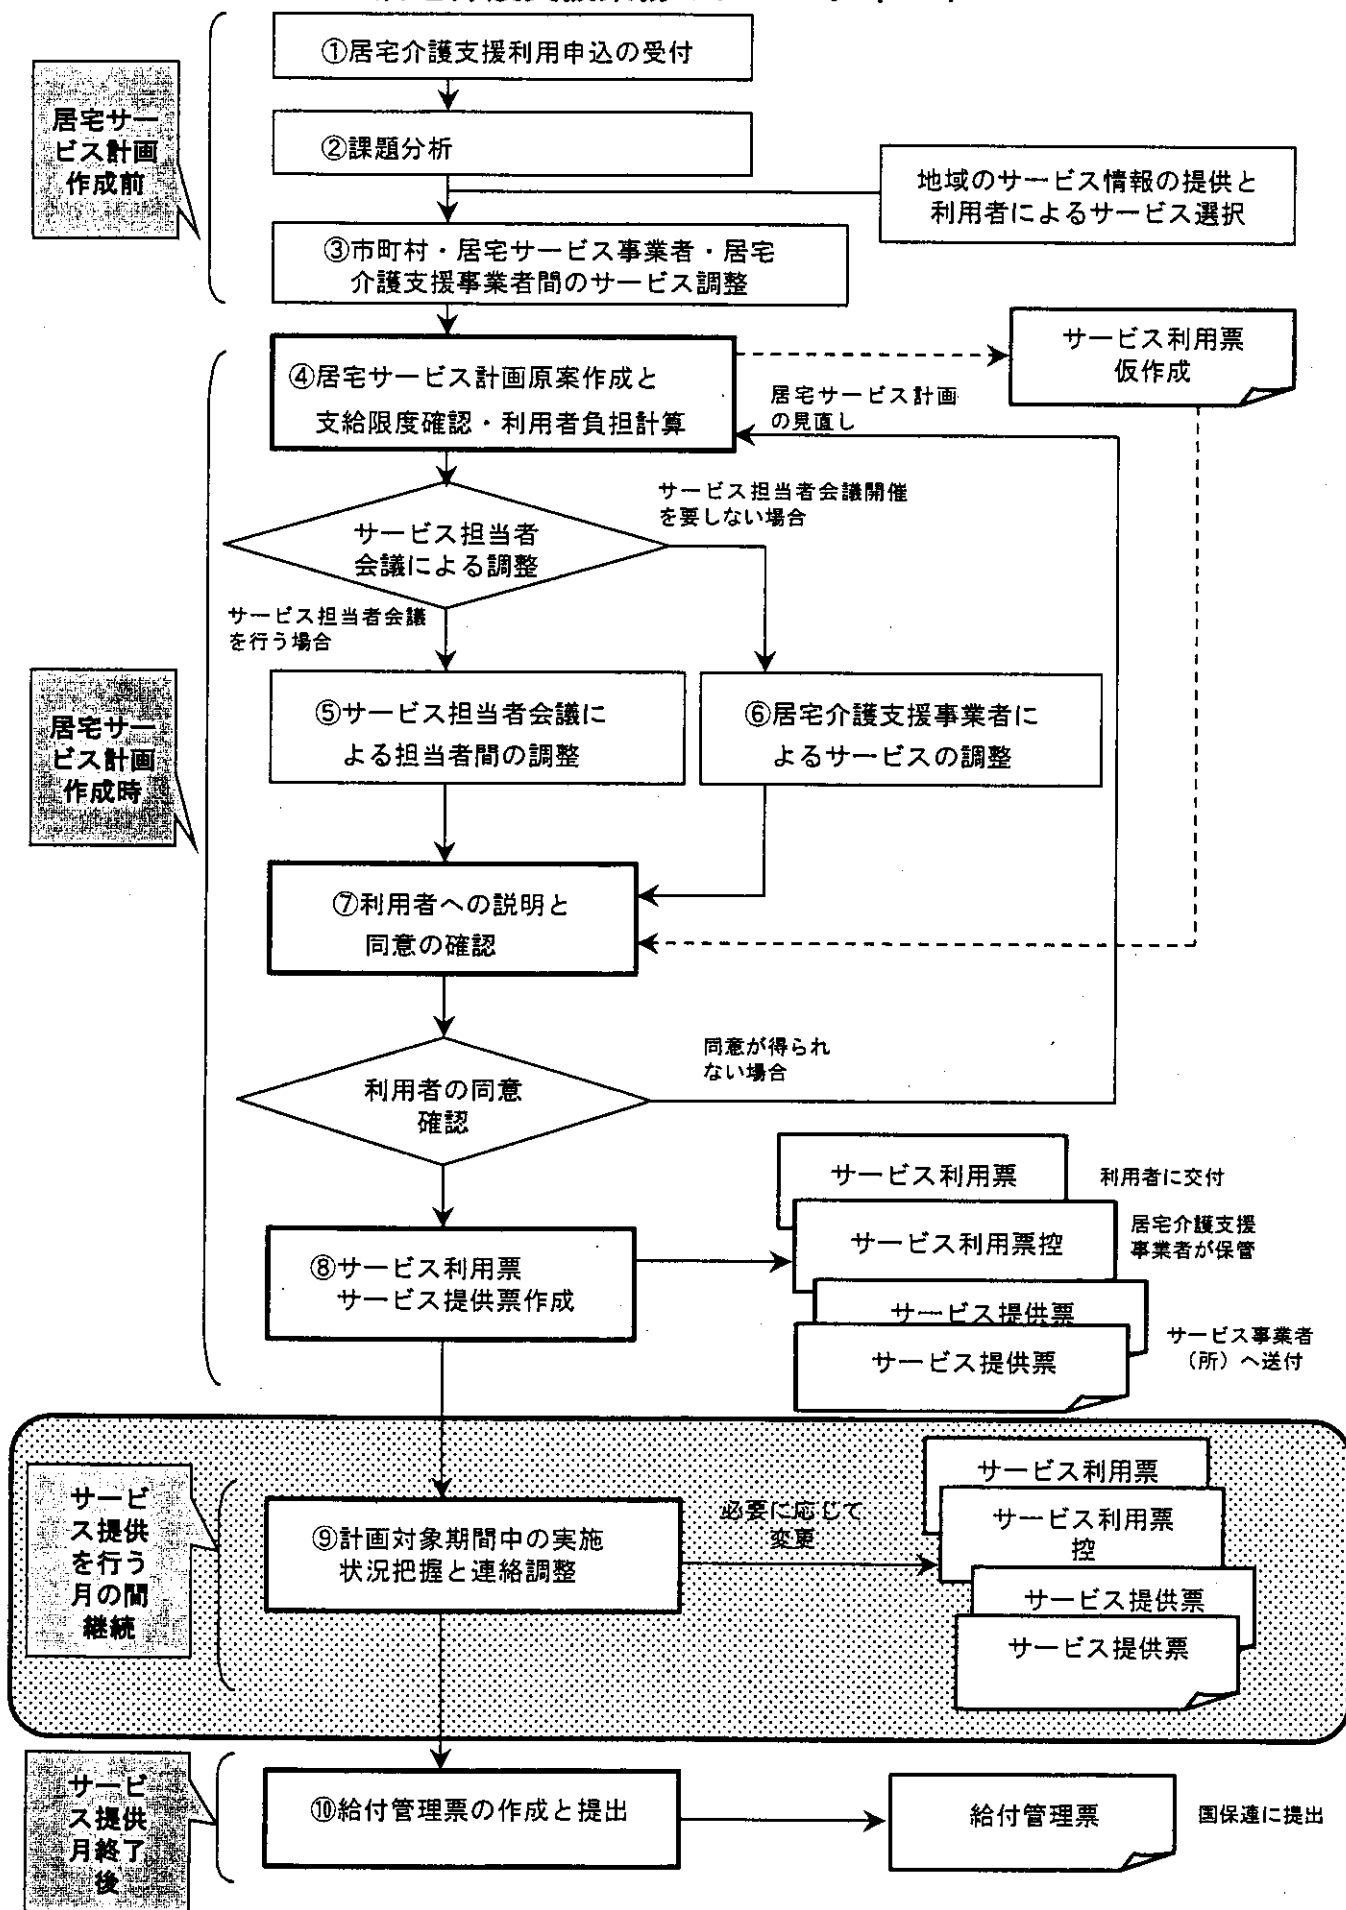 ①居宅介護支援利用申込の受付
居宅サー
ビス計画
作成前
②課題分析
地域のサービス情報の提供と
利用者によるサービス選択
③市町村・居宅サービス事業者・居宅
介護支援事業者間のサービス調整
サービス利用票
仮作成
④居宅サービス計画原案作成と
支給限度確認・利用者負担計算
居宅サービス計画
の見直し
サービス担当者会議開催
を要しない場合
サービス担当者
会議による調整
サービス担当者会議
を行う場合
居宅サー
ビス計画
作成時
⑤サービス担当者会議に
よる担当者間の調整
⑥居宅介護支援事業者に
よるサービスの調整
⑦利用者への説明と
同意の確認
同意が得られ
ない場合
利用者の同意
確認
サービス利用票
利用者に交付
サービス利用票控
居宅介護支援
事業者が保管
⑧サービス利用票
サービス提供票作成
サービス提供票
サービス提供票
サービス事業者
（所）へ送付
サービ
ス提供
を行う
月の間
継続
⑨計画対象期間中の実施
状況把握と連絡調整
必要に応じて
変更
サービス利用票
サービス利用票
控
サービス提供票
サービス提供票
サービ
ス提供
月終了
後
⑩給付管理票の作成と提出
給付管理票
国保連に提出